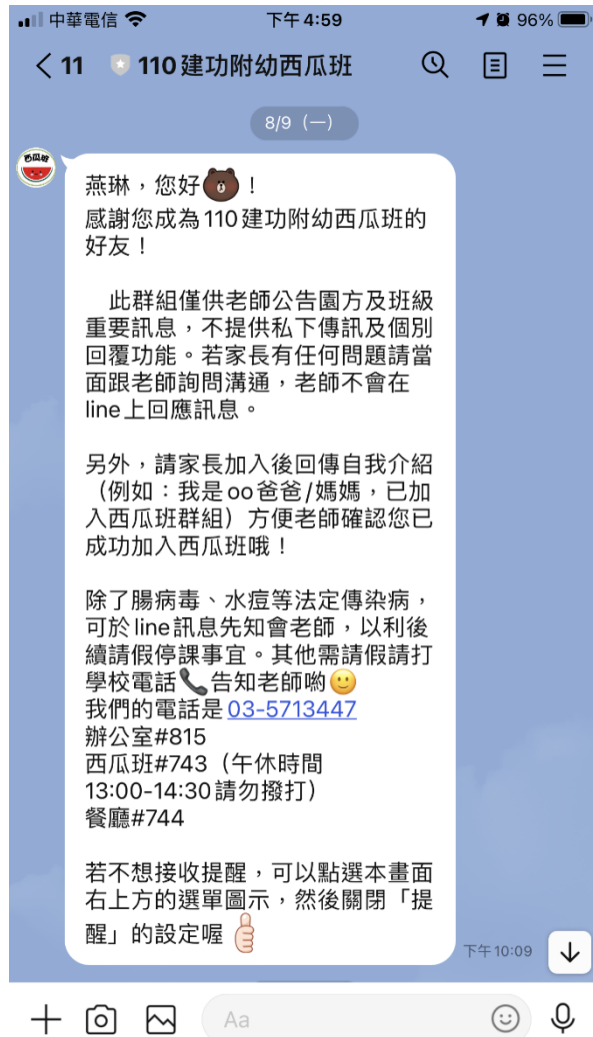 中華電信 下午4:59 96%
11 110建功附幼西瓜班
8/9（一）
西瓜班
燕琳，您好！
感謝您成為110建功附幼西瓜班的
好友！
此群組僅供老師公告園方及班級
重要訊息，不提供私下傳訊及個別
回覆功能。若家長有任何問題請當
面跟老師詢問溝通，老師不會在
line上回應訊息。
另外，請家長加入後回傳自我介紹
（例如：我是oo爸爸/媽媽，已加
入西瓜班群組）方便老師確認您已
成功加入西瓜班哦！
除了腸病毒、水痘等法定傳染病，
可於line訊息先知會老師，以利後
續請假停課事宜。其他需請假請打
學校電話📞告知老師喲🙂
我們的電話是 03-5713447
辦公室#815
西瓜班#743（午休時間
13:00-14:30請勿撥打）
餐廳#744
若不想接收提醒，可以點選本畫面
右上方的選單圖示，然後關閉「提
醒」的設定喔
下午10:09
Aa